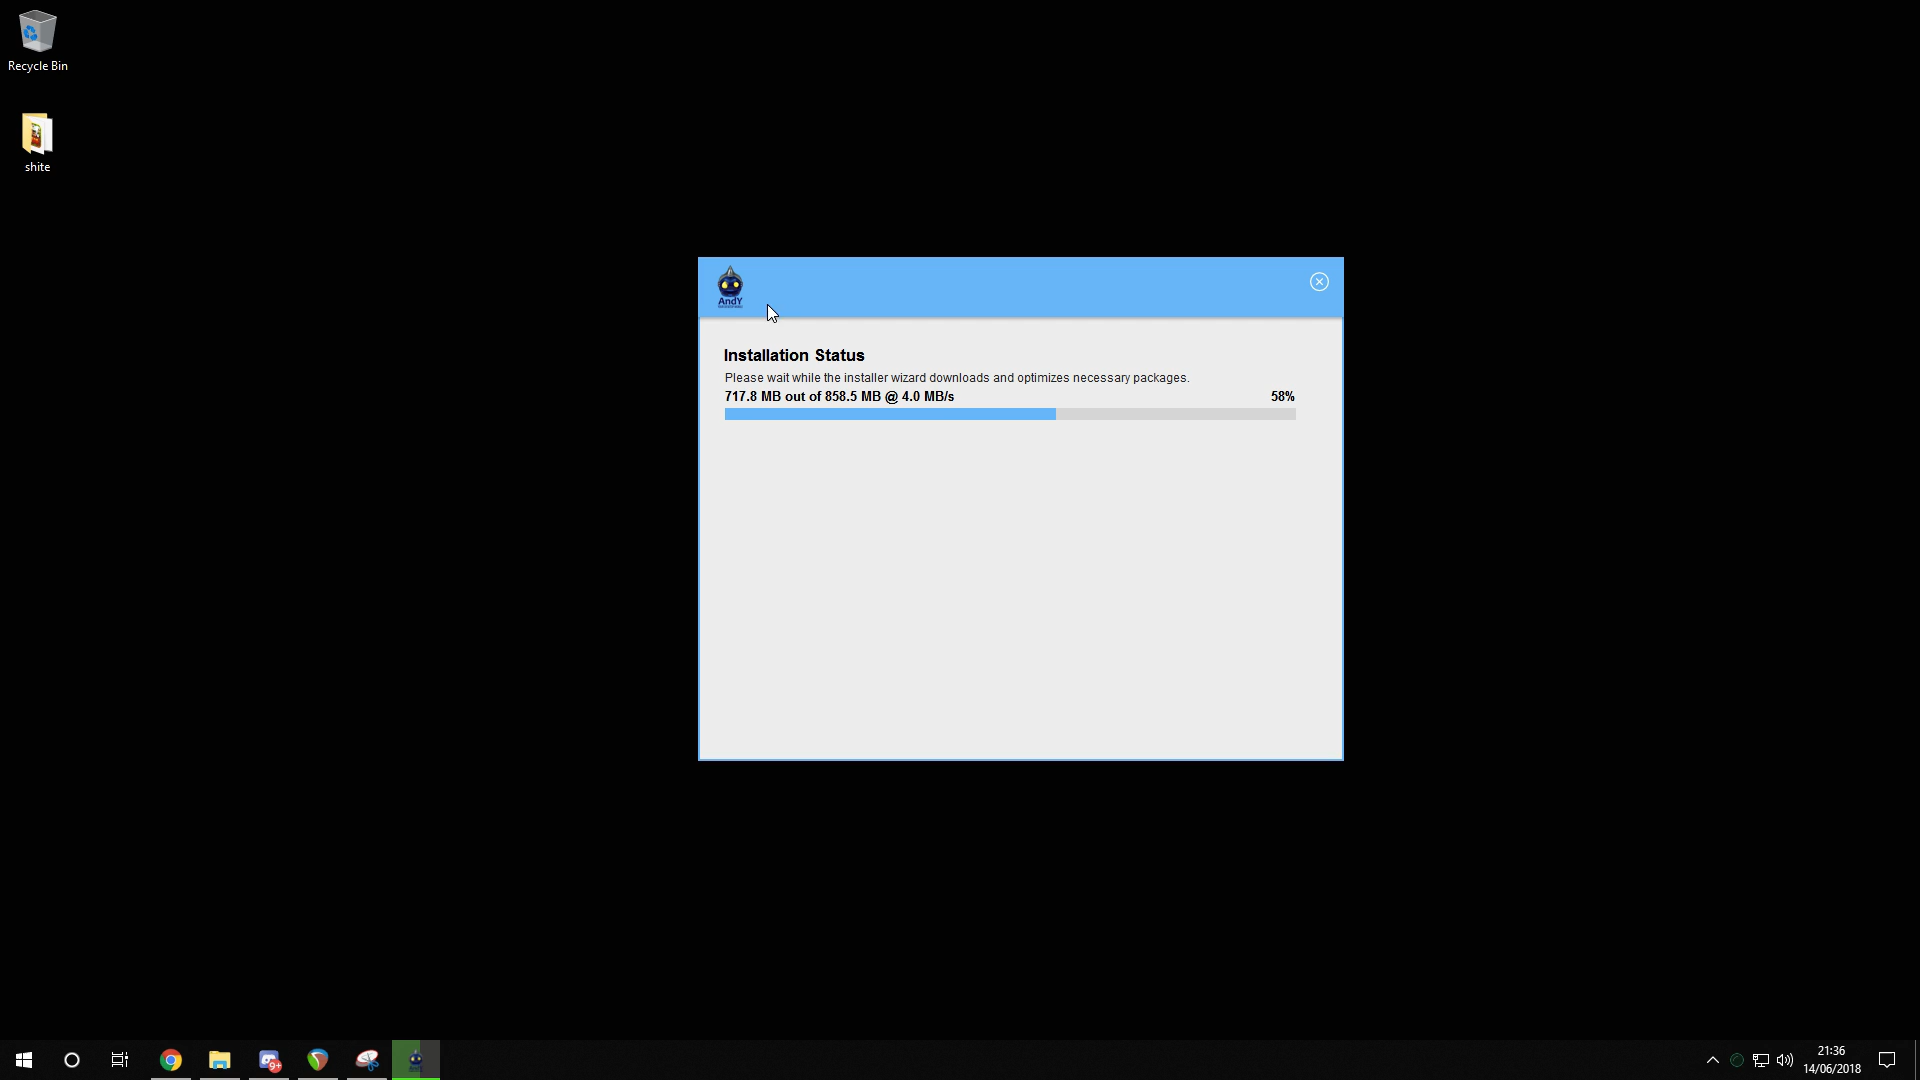 Recycle Bin
shite
AndY
Installation Status
Please wait while the installer wizard downloads and optimizes necessary packages.
717.8 MB out of 858.5 MB @ 4.0 MB/s 58%
9+
21:36
14/06/2018